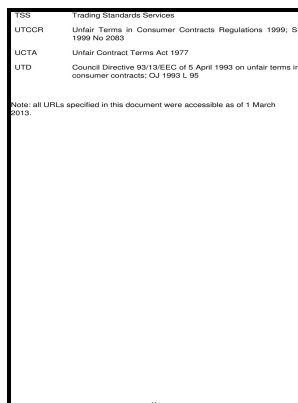 TSS Trading Standards Services
UTCCR Unfair Terms in Consumer Contracts Regulations 1999; S
1999 No 2083
UCTA Unfair Contract Terms Act 1977
UTD Council Directive 93/13/EEC of 5 April 1993 on unfair terms in
consumer contracts; OJ 1993 L 95
Note: all URLs specified in this document were accessible as of 1 March
2013.